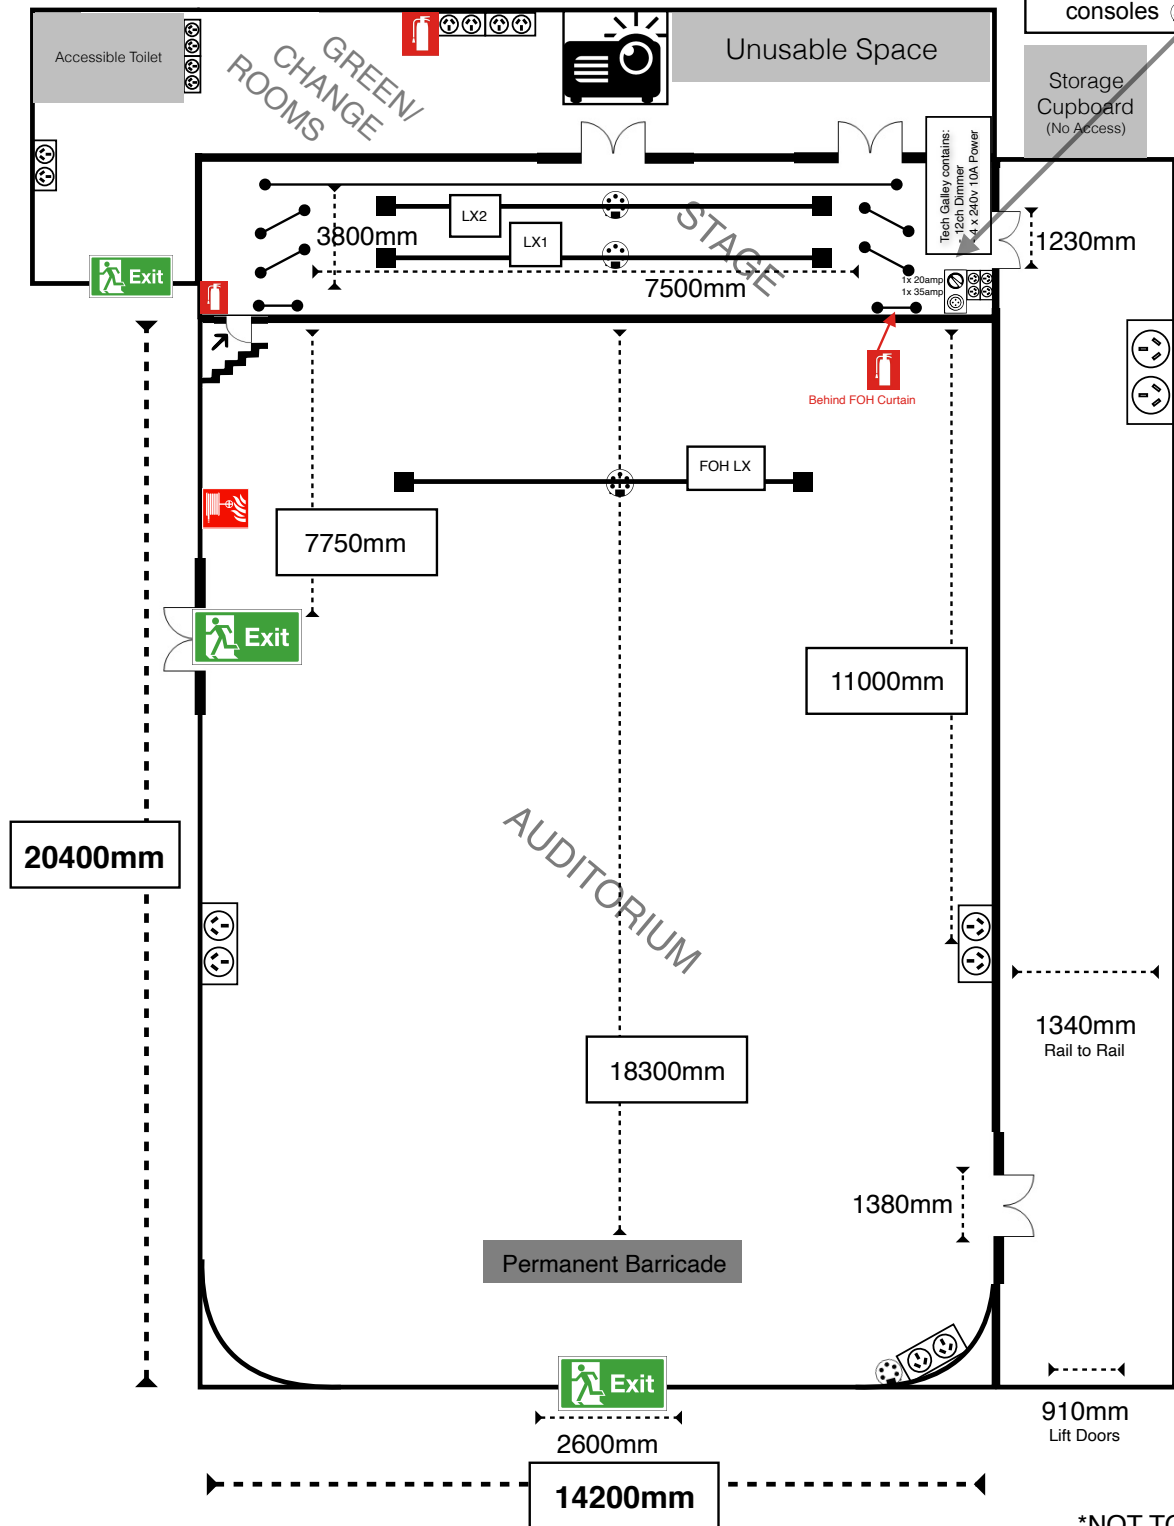 consoles
Accessible Toilet
GREEN/
CHANGE
ROOMS
Unusable Space
Storage
Cupboard
(No Access)
Tech Galley contains:
12ch Dimmer
4 x 240v 10A Power
LX2
STAGE
3800mm
LX1
1230mm
7500mm
1x 20amp
1x 35amp
Exit
Behind FOH Curtain
FOH LX
7750mm
Exit
11000mm
AUDITORIUM
20400mm
1340mm
Rail to Rail
18300mm
1380mm
Permanent Barricade
Exit
910mm
Lift Doors
2600mm
14200mm
*NOT TO